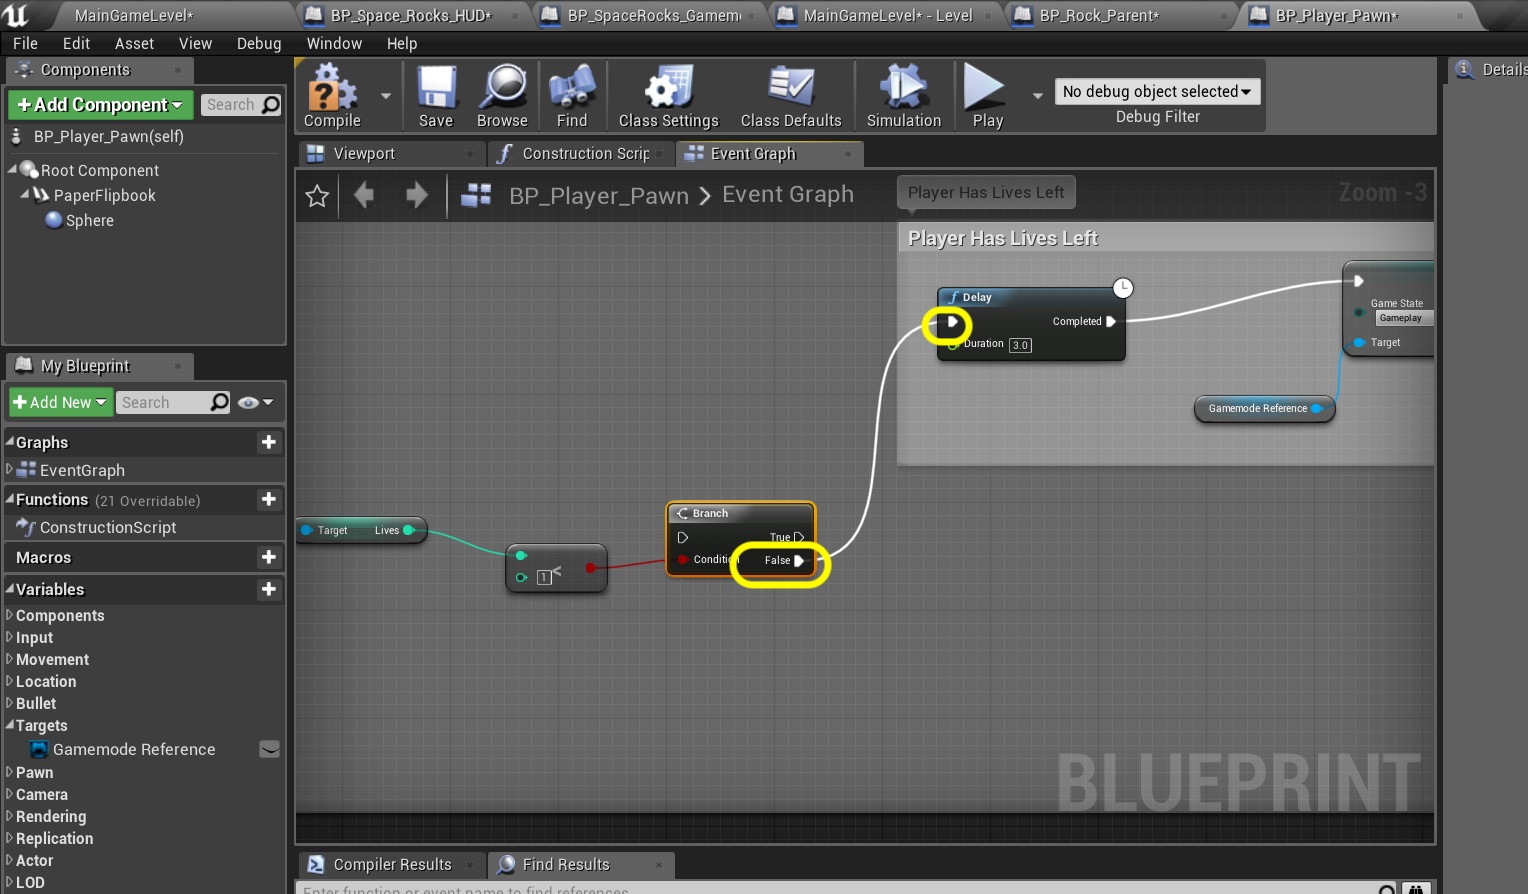 MainGameLevel*
BP_Space_Rocks_HUD*
BP_SpaceRocks_Gamem
MainGameLevel* - Level
BP_Rock_Parent*
BP_Player_Pawn*
File Edit Asset View Debug Window Help
Components
+Add Component
Search
BP_Player_Pawn(self)
Root Component
PaperFlipbook
Sphere
Compile
Save
Browse
Find
Class Settings
Class Defaults
Simulation
Play
No debug object selected
Debug Filter
Details
Viewport
Construction Scrip
Event Graph
BP_Player_Pawn > Event Graph
Player Has Lives Left
Zoom -3
Player Has Lives Left
f Delay
Completed
Duration 3.0
Game State
Gameplay
Target
Gamemode Reference
Target Lives
1 <
Branch
True
Conditio
False
BLUEPRINT
My Blueprint
+Add New
Search
Graphs +
EventGraph
Functions (21 Overridable) +
ConstructionScript
Macros +
Variables +
Components
Input
Movement
Location
Bullet
Targets
Gamemode Reference
Pawn
Camera
Rendering
Replication
Actor
LOD
Compiler Results
Find Results
Enter function or event name to find references